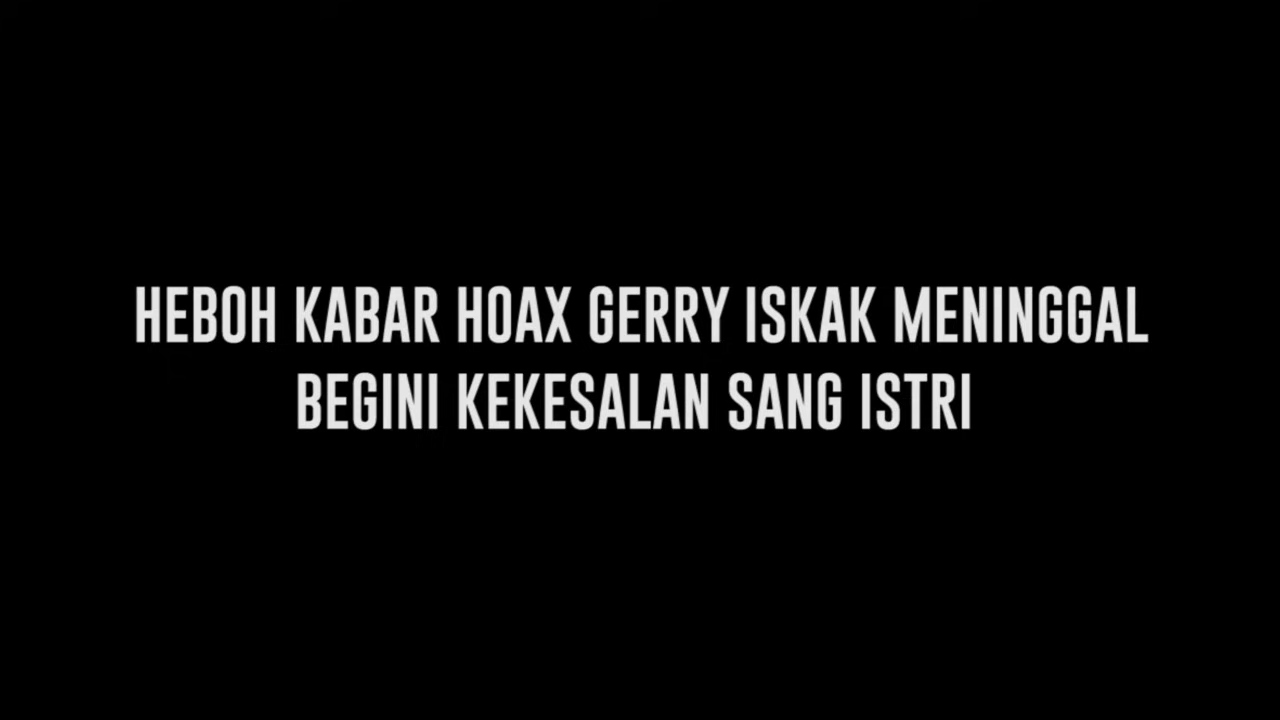 HEBOH KABAR HOAX GERRY ISKAK MENINGGAL
BEGINI KEKESALAN SANG ISTRI